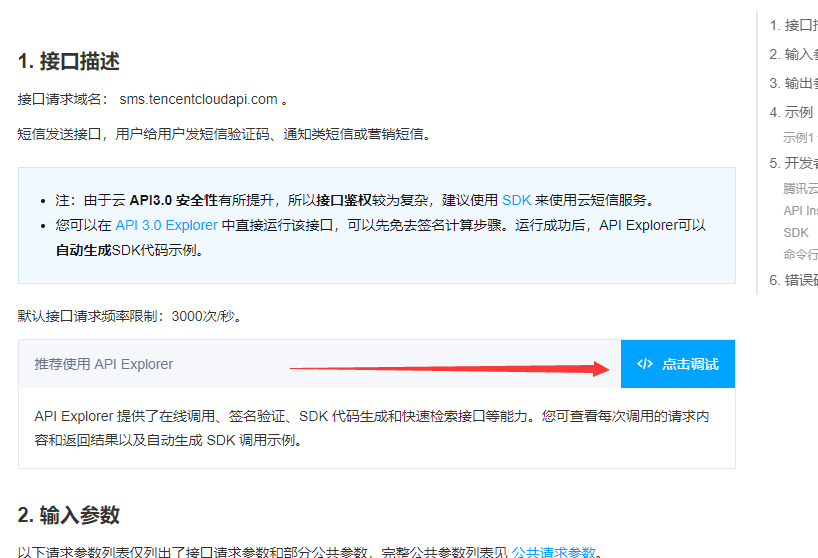 1. 接口描述
接口请求域名： sms.tencentcloudapi.com 。
短信发送接口，用户给用户发短信验证码、通知类短信或营销短信。
注：由于云 API3.0 安全性有所提升，所以接口鉴权较为复杂，建议使用 SDK 来使用云短信服务。
您可以在 API 3.0 Explorer 中直接运行该接口，可以先免去签名计算步骤。运行成功后，API Explorer可以
自动生成SDK代码示例。
默认接口请求频率限制：3000次/秒。
推荐使用 API Explorer
</> 点击调试
API Explorer 提供了在线调用、签名验证、SDK 代码生成和快速检索接口等能力。您可查看每次调用的请求内
容和返回结果以及自动生成 SDK 调用示例。
2. 输入参数
以下请求参数列表仅列出了接口请求参数和部分公共参数，完整公共参数列表见 公共请求参数。
1. 接口
2. 输入
3. 输出
4. 示例
示例1
5. 开发
腾讯云
API Ins
SDK
命令行
6. 错误